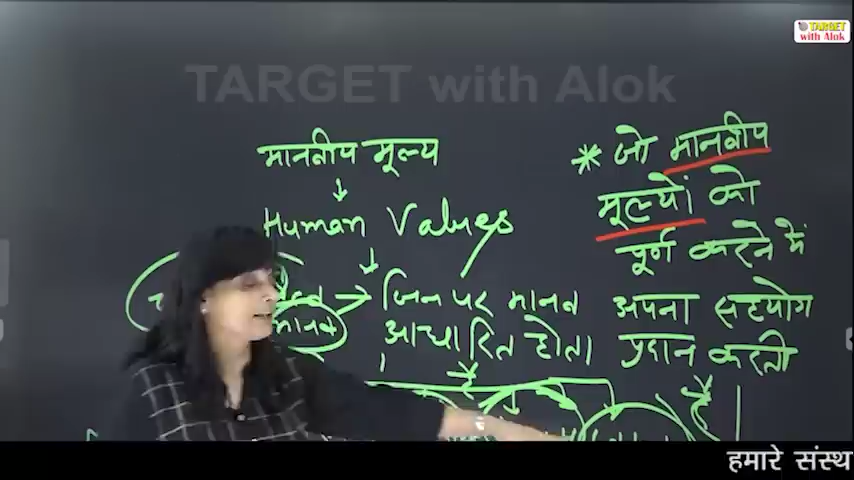 TARGET
with Alok
TARGET with Alok
मानवीय मूल्य
↓
Human Values
↓
→ जिन पर मानव
मानव
आधारित होता
है
* जो मानवीय
मूल्यों को
पूर्ण करने में
अपना सहयोग
प्रदान करती
है
हमारे संस्थ